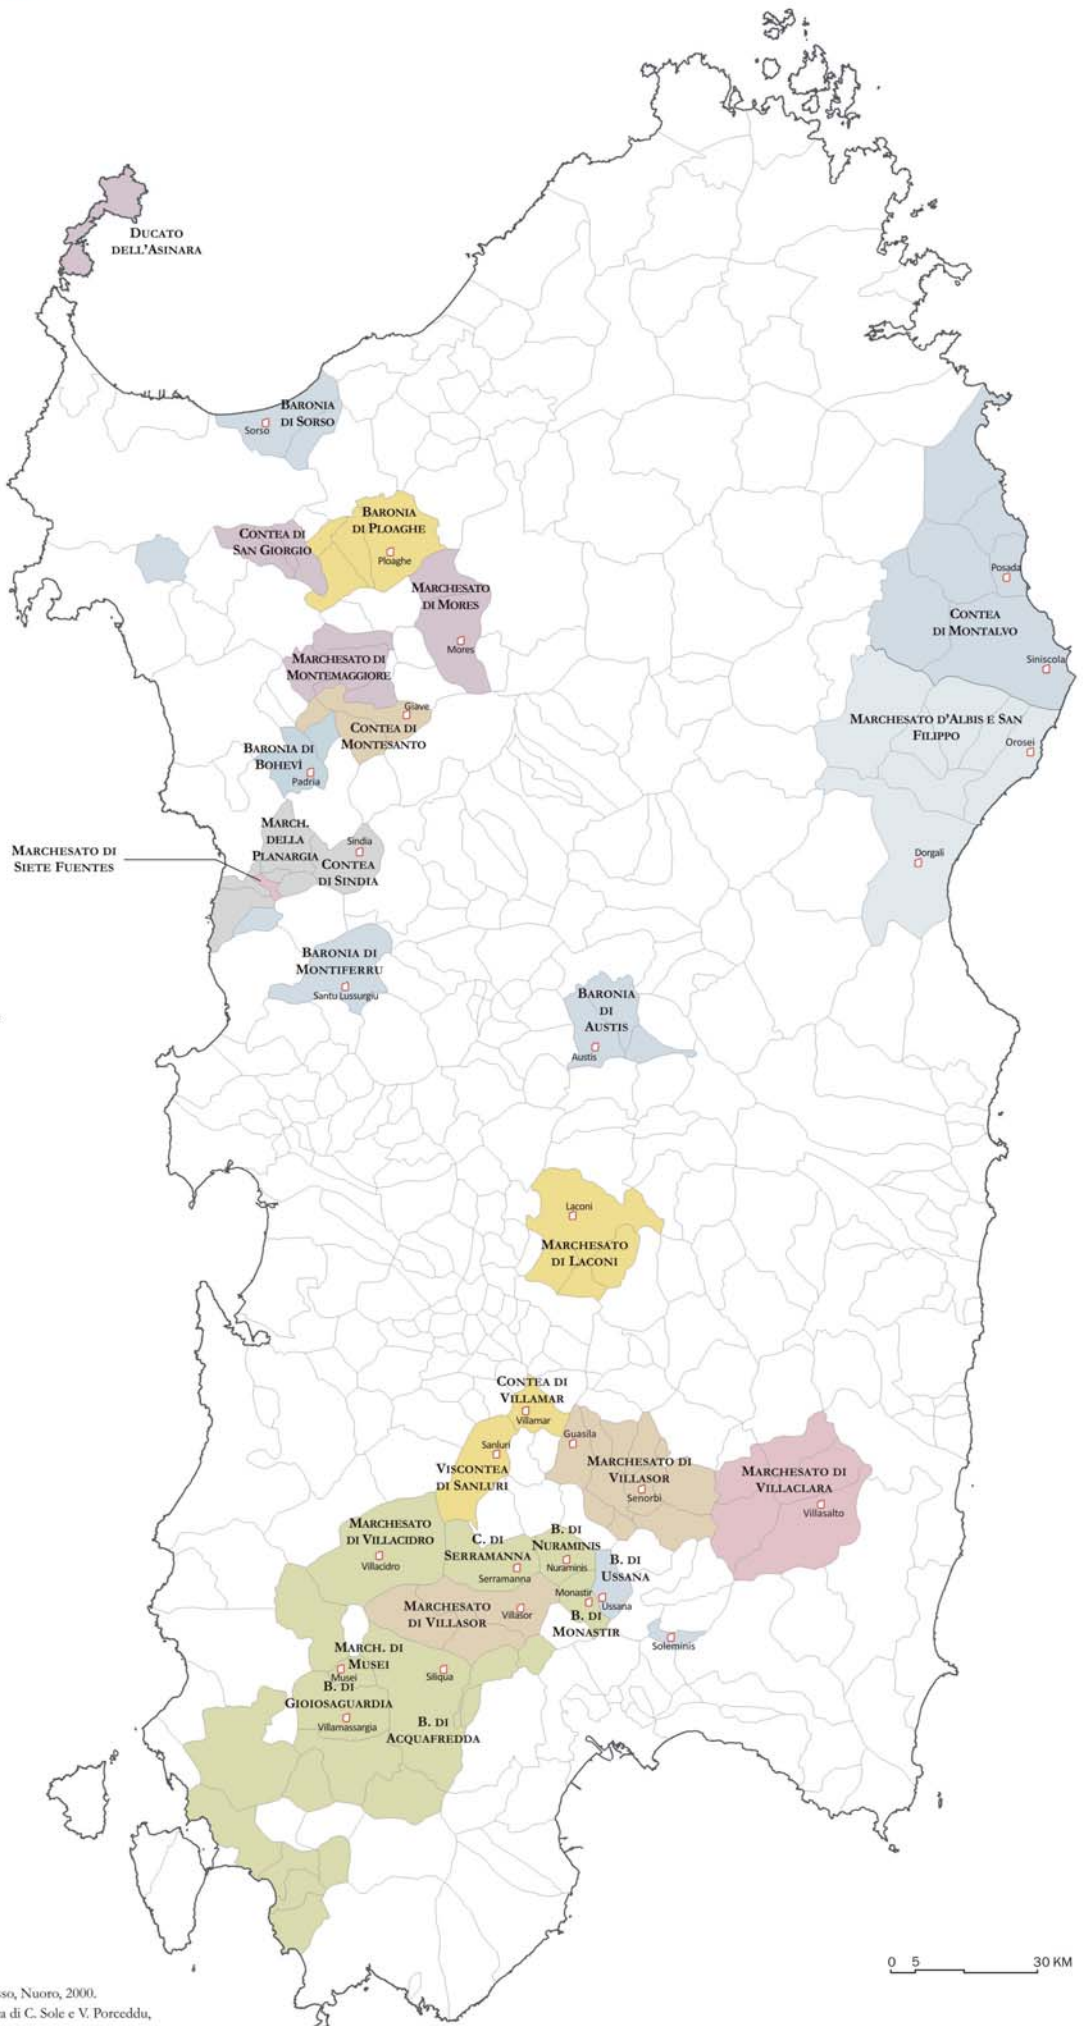 DUCATO
DELL'ASINARA
BARONIA
DI SORSO
Sorso
BARONIA
DI PLOAGHE
Ploaghe
CONTEA DI
SAN GIORGIO
MARCHESATO
DI MORES
Mores
Posada
CONTEA
DI MONTALVO
Siniscola
MARCHESATO DI
MONTEMAGGIORE
Giave
CONTEA DI
MONTESANTO
MARCHESATO D'ALBIS E SAN
FILIPPO
Orosei
BARONIA DI
BOHEVÌ
Padria
MARCH.
DELLA
PLANARGIA
Sindia
CONTEA
DI SINDIA
MARCHESATO DI
SIETE FUENTES
Dorgali
BARONIA DI
MONTIFERRU
Santu Lussurgiu
BARONIA
DI
AUSTIS
Austis
Laconi
MARCHESATO
DI LACONI
CONTEA DI
VILLAMAR
Villamar
Sanluri
VISCONTEA
DI SANLURI
Guasila
MARCHESATO DI
VILLASOR
Senorbì
MARCHESATO DI
VILLACLARA
Villasalto
MARCHESATO
DI VILLACIDRO
Villacidro
C. DI
SERRAMANNA
Serramanna
B. DI
NURAMINIS
Nuraminis
B. DI
USSANA
Ussana
Monastir
B. DI
MONASTIR
MARCHESATO
DI VILLASOR
Villasor
Soleminis
MARCH. DI
MUSEI
Musei
Siliqua
B. DI
GIOIOSAGUARDIA
Villamassargia
B. DI
ACQUAFREDDA
0 5 30 KM
sso, Nuoro, 2000.
a di C. Sole e V. Porceddu,